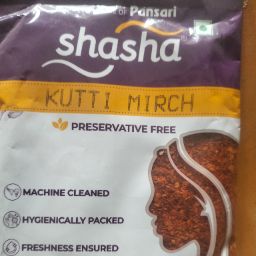 of Pansari
shasha
KUTTI MIRCH
PRESERVATIVE FREE
MACHINE CLEANED
HYGIENICALLY PACKED
FRESHNESS ENSURED